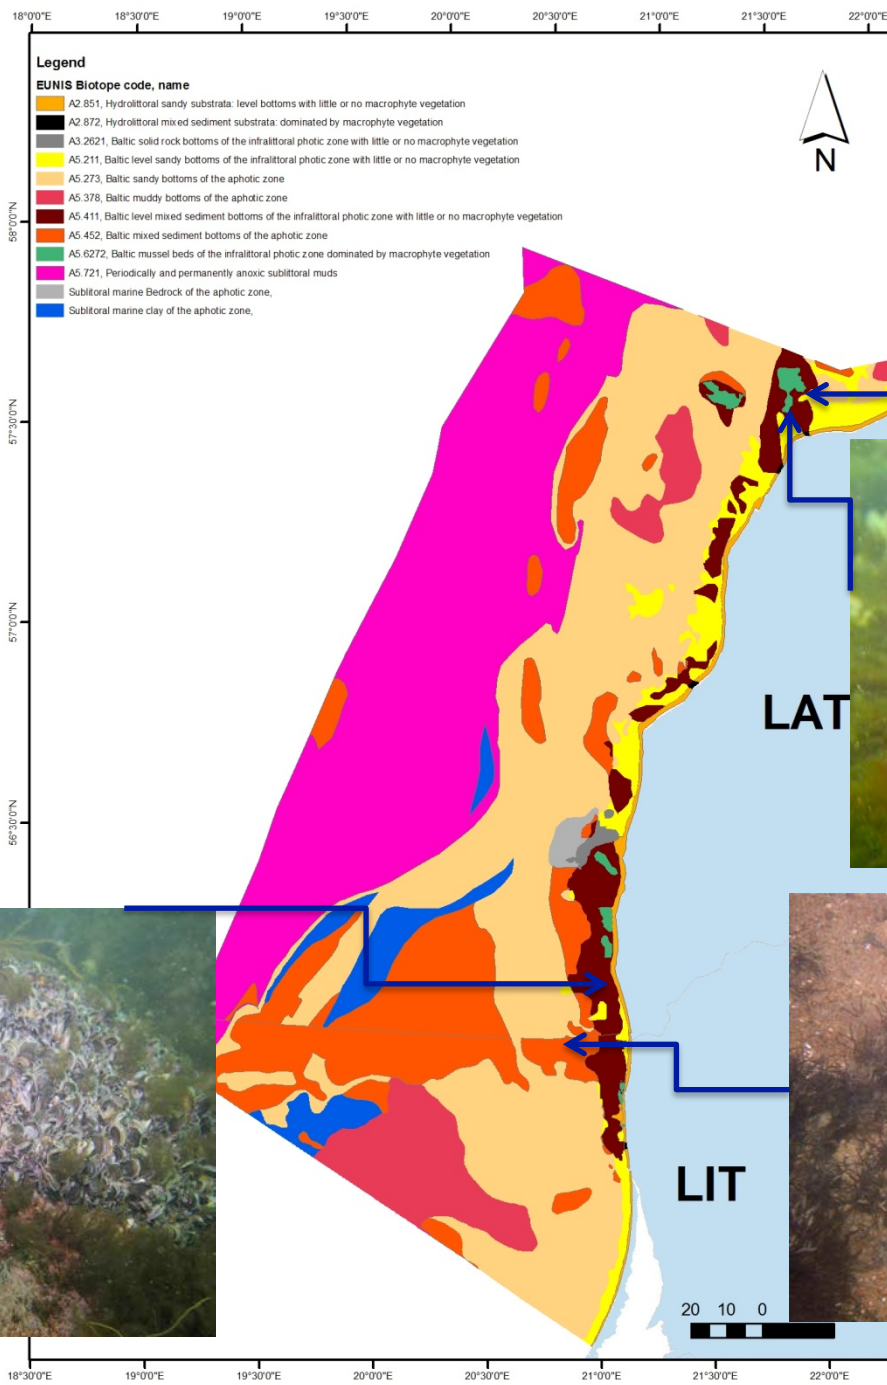 18°30'0"E 19°0'0"E 19°30'0"E 20°0'0"E 20°30'0"E 21°0'0"E 21°30'0"E 22°0'0"E
Legend
EUNIS Biotope code, name
A2.851, Hydrolittoral sandy substrata: level bottoms with little or no macrophyte vegetation
A2.872, Hydrolittoral mixed sediment substrata: dominated by macrophyte vegetation
A3.2621, Baltic solid rock bottoms of the infralittoral photic zone with little or no macrophyte vegetation
A5.211, Baltic level sandy bottoms of the infralittoral photic zone with little or no macrophyte vegetation
A5.273, Baltic sandy bottoms of the aphotic zone
A5.378, Baltic muddy bottoms of the aphotic zone
A5.411, Baltic level mixed sediment bottoms of the infralittoral photic zone with little or no macrophyte vegetation
A5.452, Baltic mixed sediment bottoms of the aphotic zone
A5.6272, Baltic mussel beds of the infralittoral photic zone dominated by macrophyte vegetation
A5.721, Periodically and permanently anoxic sublittoral muds
Sublitoral marine Bedrock of the aphotic zone,
Sublitoral marine clay of the aphotic zone,
N
58°0'0"N
57°30'0"N
57°0'0"N
LAT
56°30'0"N
LIT
20 10 0
18°30'0"E 19°0'0"E 19°30'0"E 20°0'0"E 20°30'0"E 21°0'0"E 21°30'0"E 22°0'0"E